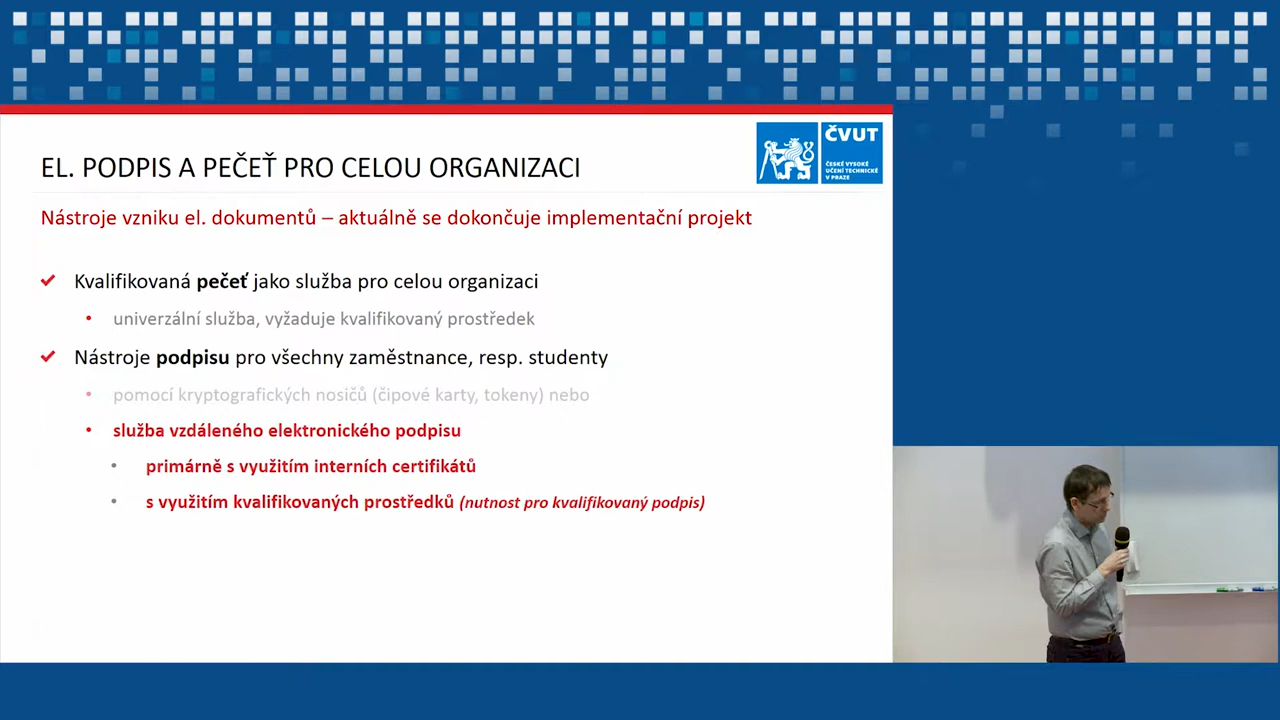 EL. PODPIS A PEČEŤ PRO CELOU ORGANIZACI
ČVUT
ČESKÉ VYSOKÉ
UČENÍ TECHNICKÉ
V PRAZE
Nástroje vzniku el. dokumentů – aktuálně se dokončuje implementační projekt
Kvalifikovaná pečeť jako služba pro celou organizaci
univerzální služba, vyžaduje kvalifikovaný prostředek
Nástroje podpisu pro všechny zaměstnance, resp. studenty
pomocí kryptografických nosičů (čipové karty, tokeny) nebo
služba vzdáleného elektronického podpisu
primárně s využitím interních certifikátů
s využitím kvalifikovaných prostředků (nutnost pro kvalifikovaný podpis)